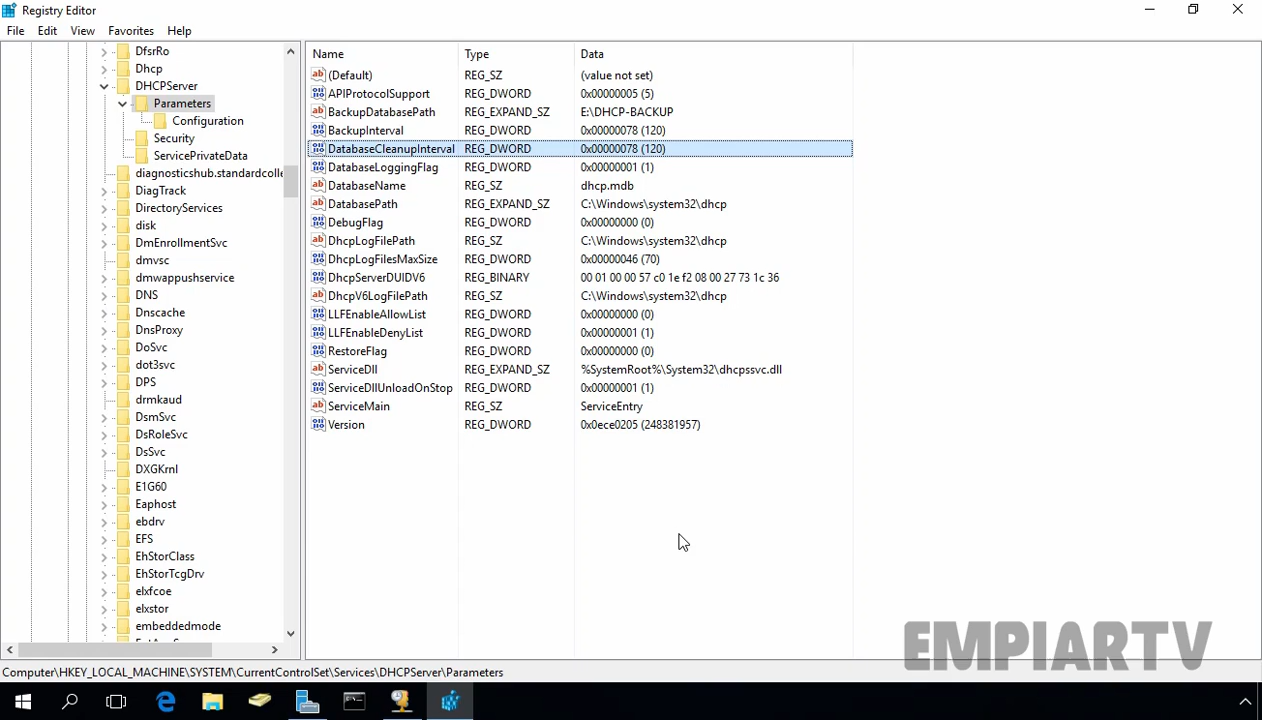 Registry Editor
File Edit View Favorites Help
DfsrRo
Dhcp
DHCPServer
Parameters
Configuration
Security
ServicePrivateData
diagnosticshub.standardcolle
DiagTrack
DirectoryServices
disk
DmEnrollmentSvc
dmvsc
dmwappushservice
DNS
Dnscache
DnsProxy
DoSvc
dot3svc
DPS
drmkaud
DsmSvc
DsRoleSvc
DsSvc
DXGKrnl
E1G60
Eaphost
ebdrv
EFS
EhStorClass
EhStorTcgDrv
elxfcoe
elxstor
embeddedmode
Name Type Data
(Default) REG_SZ (value not set)
APIProtocolSupport REG_DWORD 0x00000005 (5)
BackupDatabasePath REG_EXPAND_SZ E:\DHCP-BACKUP
BackupInterval REG_DWORD 0x00000078 (120)
DatabaseCleanupInterval REG_DWORD 0x00000078 (120)
DatabaseLoggingFlag REG_DWORD 0x00000001 (1)
DatabaseName REG_SZ dhcp.mdb
DatabasePath REG_EXPAND_SZ C:\Windows\system32\dhcp
DebugFlag REG_DWORD 0x00000000 (0)
DhcpLogFilePath REG_SZ C:\Windows\system32\dhcp
DhcpLogFilesMaxSize REG_DWORD 0x00000046 (70)
DhcpServerDUIDV6 REG_BINARY 00 01 00 00 57 c0 1e f2 08 00 27 73 1c 36
DhcpV6LogFilePath REG_SZ C:\Windows\system32\dhcp
LLFEnableAllowList REG_DWORD 0x00000000 (0)
LLFEnableDenyList REG_DWORD 0x00000001 (1)
RestoreFlag REG_DWORD 0x00000000 (0)
ServiceDll REG_EXPAND_SZ %SystemRoot%\System32\dhcpssvc.dll
ServiceDllUnloadOnStop REG_DWORD 0x00000001 (1)
ServiceMain REG_SZ ServiceEntry
Version REG_DWORD 0x0ece0205 (248381957)
EMPIARTV
Computer\HKEY_LOCAL_MACHINE\SYSTEM\CurrentControlSet\Services\DHCPServer\Parameters